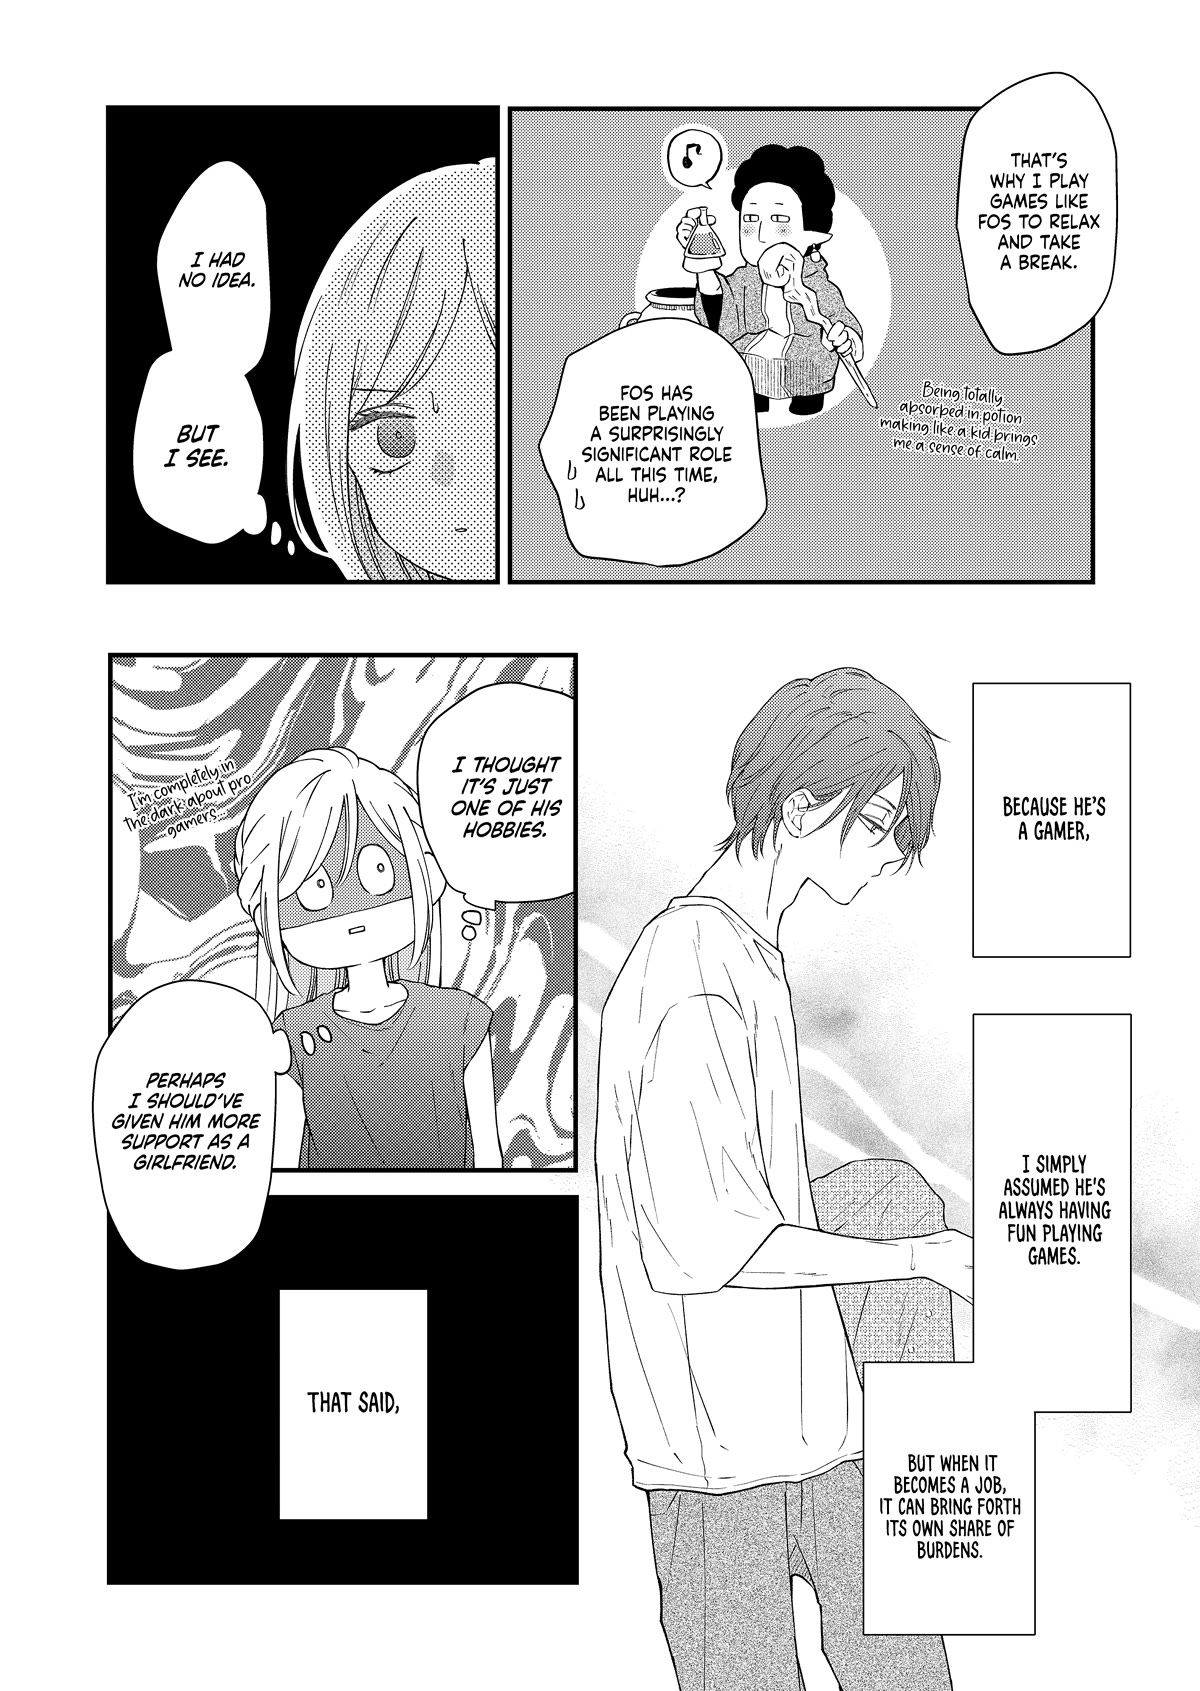 THAT'S
WHY I PLAY
GAMES LIKE
FOS TO RELAX
AND TAKE
A BREAK.
Being totally
absorbed in potion
making like a kid brings
me a sense of calm.
FOS HAS
BEEN PLAYING
A SURPRISINGLY
SIGNIFICANT ROLE
ALL THIS TIME,
HUH...?
I HAD
NO IDEA.
BUT
I SEE.
BECAUSE HE'S
A GAMER,
I SIMPLY
ASSUMED HE'S
ALWAYS HAVING
FUN PLAYING
GAMES.
BUT WHEN IT
BECOMES A JOB,
IT CAN BRING FORTH
ITS OWN SHARE OF
BURDENS.
I THOUGHT
IT'S JUST
ONE OF HIS
HOBBIES.
I'm completely in
the dark about pro
gamers...
PERHAPS
I SHOULD'VE
GIVEN HIM MORE
SUPPORT AS A
GIRLFRIEND.
THAT SAID,